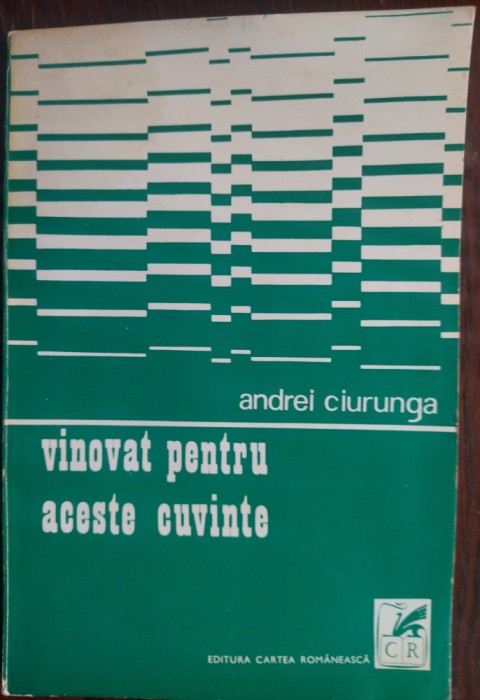 andrei ciurunga
vinovat pentru
aceste cuvinte
EDITURA CARTEA ROMÂNEASCĂ
CR